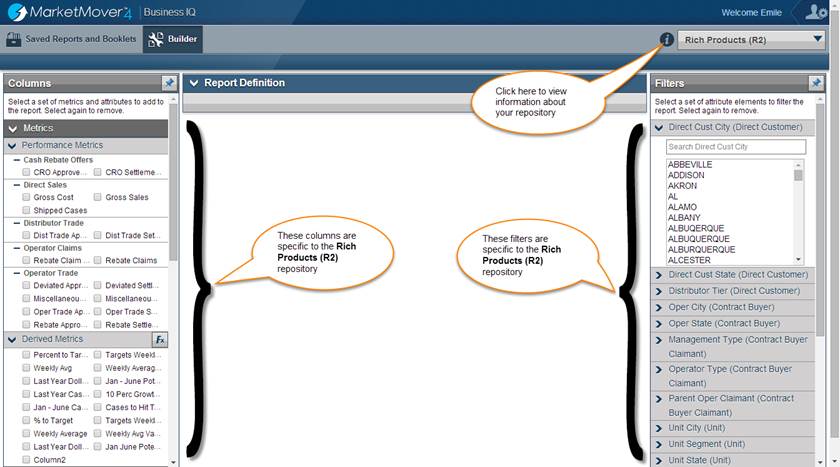 MarketMover4 Business IQ
Welcome Emile
Saved Reports and Booklets
Builder
Rich Products (R2)
Columns
Select a set of metrics and attributes to add to
the report. Select again to remove.
Metrics
Performance Metrics
Cash Rebate Offers
CRO Approve... CRO Settleme...
Direct Sales
Gross Cost Gross Sales
Shipped Cases
Distributor Trade
Dist Trade Ap... Dist Trade Set...
Operator Claims
Rebate Claim ... Rebate Claims
Operator Trade
Deviated Appr... Deviated Settl...
Miscellaneou... Miscellaneou...
Oper Trade Ap... Oper Trade S...
Rebate Appro... Rebate Settle...
Derived Metrics
Fx
Percent to Tar... Targets Weekl...
Weekly Avg Weekly Averag...
Last Year Doll... Jan - June Pot...
Last Year Cas... 10 Perc Growt...
Jan - June Ca... Cases to Hit T...
% to Target Targets Weekl...
Weekly Average Weekly Avg Va...
Last Year Doll... Jan June Pote...
Column2
Report Definition
Click here to view
information about
your repository
These columns are
specific to the Rich
Products (R2)
repository
These filters are
specific to the Rich
Products (R2)
repository
Filters
Select a set of attribute elements to filter the
report. Select again to remove.
Direct Cust City (Direct Customer)
Search Direct Cust City
ABBEVILLE
ADDISON
AKRON
AL
ALAMO
ALBANY
ALBUQERQUE
ALBUQUERQUE
ALBURQUERQUE
ALCESTER
Direct Cust State (Direct Customer)
Distributor Tier (Direct Customer)
Oper City (Contract Buyer)
Oper State (Contract Buyer)
Management Type (Contract Buyer
Claimant)
Operator Type (Contract Buyer
Claimant)
Parent Oper Claimant (Contract
Buyer Claimant)
Unit City (Unit)
Unit Segment (Unit)
Unit State (Unit)